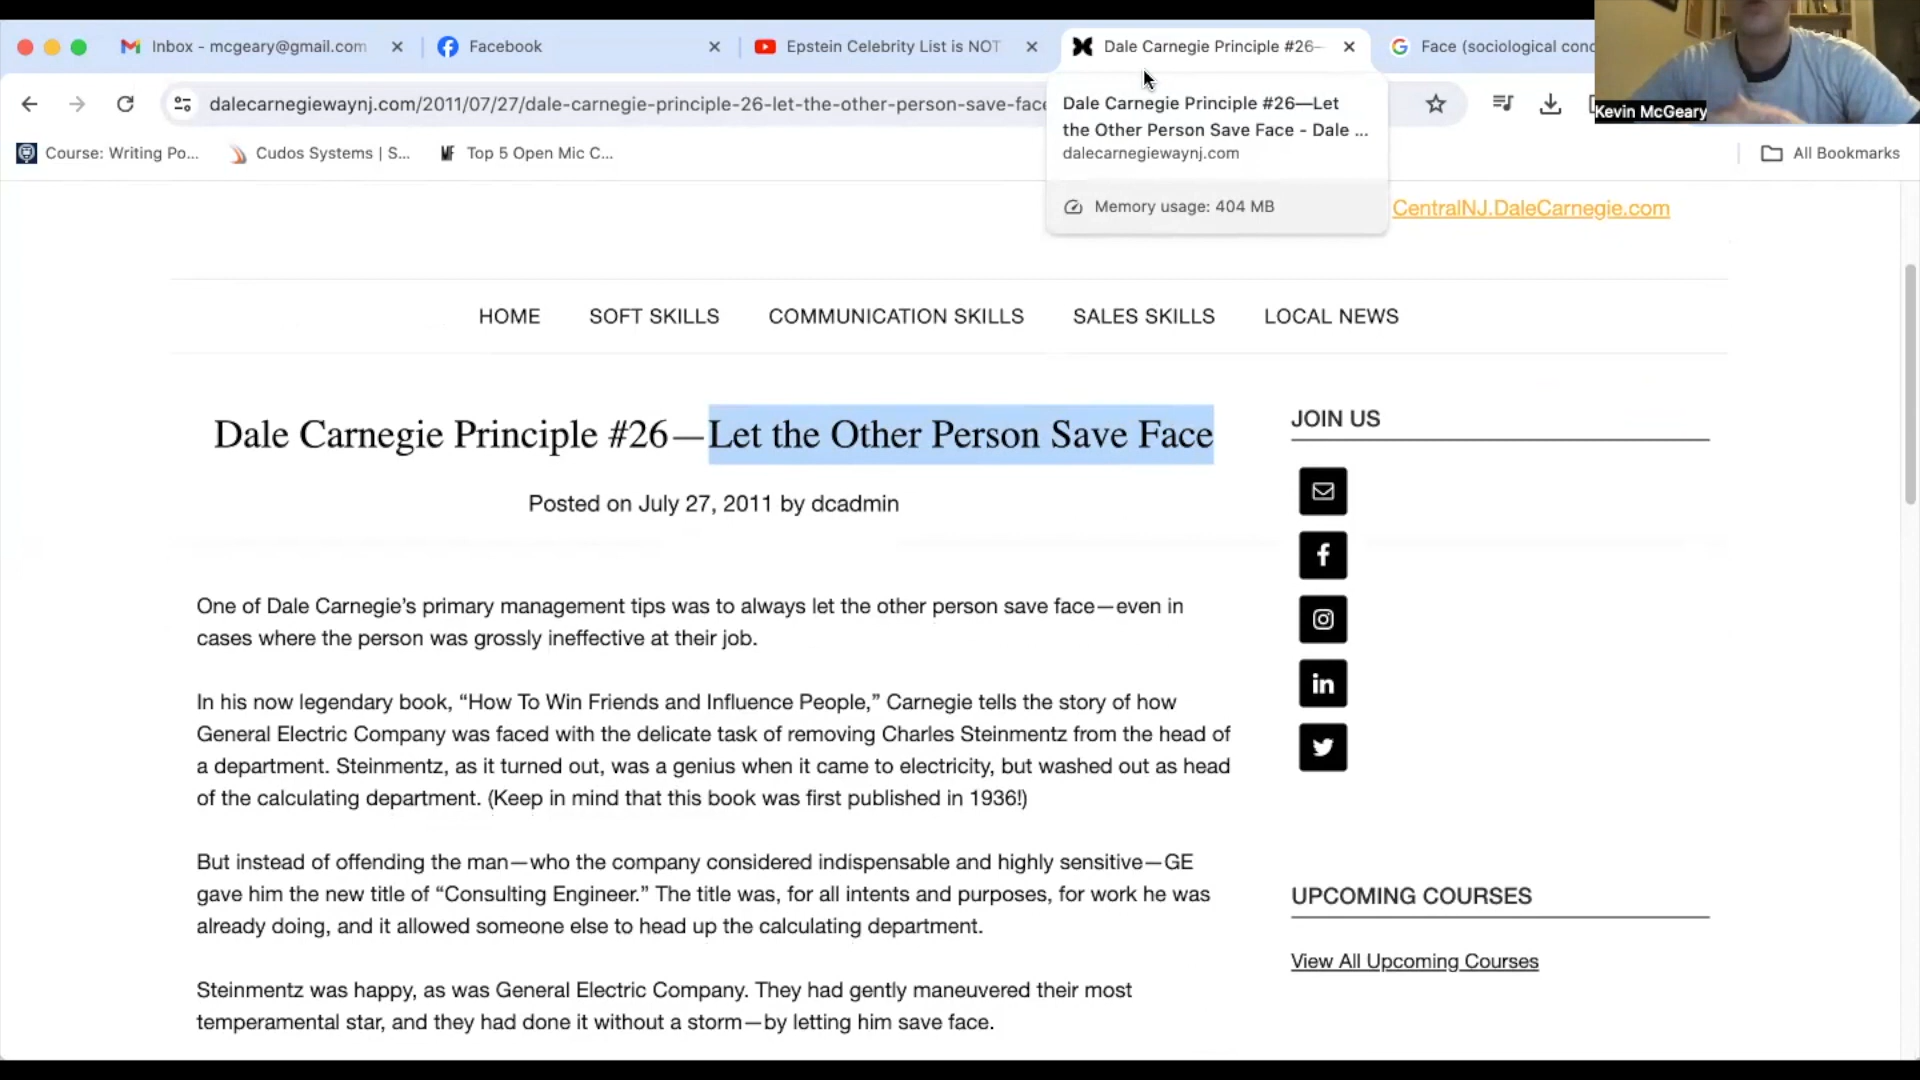 Inbox - mcgeary@gmail.com
Facebook
Epstein Celebrity List is NOT
Dale Carnegie Principle #26—
Face (sociological conc
dalecarnegiewaynj.com/2011/07/27/dale-carnegie-principle-26-let-the-other-person-save-face
Dale Carnegie Principle #26—Let
the Other Person Save Face - Dale ...
dalecarnegiewaynj.com
Memory usage: 404 MB
Kevin McGeary
Course: Writing Po...
Cudos Systems | S...
Top 5 Open Mic C...
All Bookmarks
CentralNJ.DaleCarnegie.com
HOME
SOFT SKILLS
COMMUNICATION SKILLS
SALES SKILLS
LOCAL NEWS
Dale Carnegie Principle #26—Let the Other Person Save Face
Posted on July 27, 2011 by dcadmin
One of Dale Carnegie’s primary management tips was to always let the other person save face—even in
cases where the person was grossly ineffective at their job.
In his now legendary book, “How To Win Friends and Influence People,” Carnegie tells the story of how
General Electric Company was faced with the delicate task of removing Charles Steinmentz from the head of
a department. Steinmentz, as it turned out, was a genius when it came to electricity, but washed out as head
of the calculating department. (Keep in mind that this book was first published in 1936!)
But instead of offending the man—who the company considered indispensable and highly sensitive—GE
gave him the new title of “Consulting Engineer.” The title was, for all intents and purposes, for work he was
already doing, and it allowed someone else to head up the calculating department.
Steinmentz was happy, as was General Electric Company. They had gently maneuvered their most
temperamental star, and they had done it without a storm—by letting him save face.
JOIN US
UPCOMING COURSES
View All Upcoming Courses